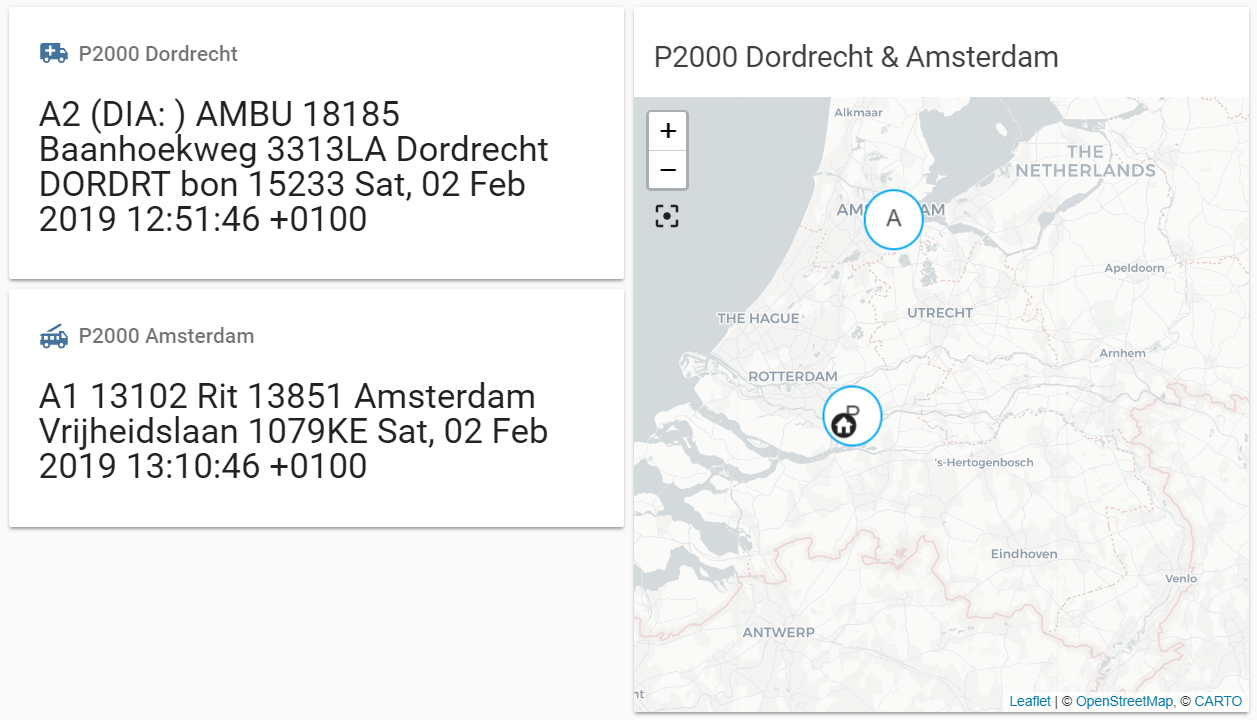 P2000 Dordrecht
A2 (DIA: ) AMBU 18185
Baanhoekweg 3313LA Dordrecht
DORDRT bon 15233 Sat, 02 Feb
2019 12:51:46 +0100
P2000 Amsterdam
A1 13102 Rit 13851 Amsterdam
Vrijheidslaan 1079KE Sat, 02 Feb
2019 13:10:46 +0100
P2000 Dordrecht & Amsterdam
+
−
Alkmaar
THE
NETHERLANDS
A
Apeldoorn
THE HAGUE
UTRECHT
Arnhem
ROTTERDAM
P
's-Hertogenbosch
Eindhoven
Venlo
ANTWERP
Leaflet | © OpenStreetMap, © CARTO